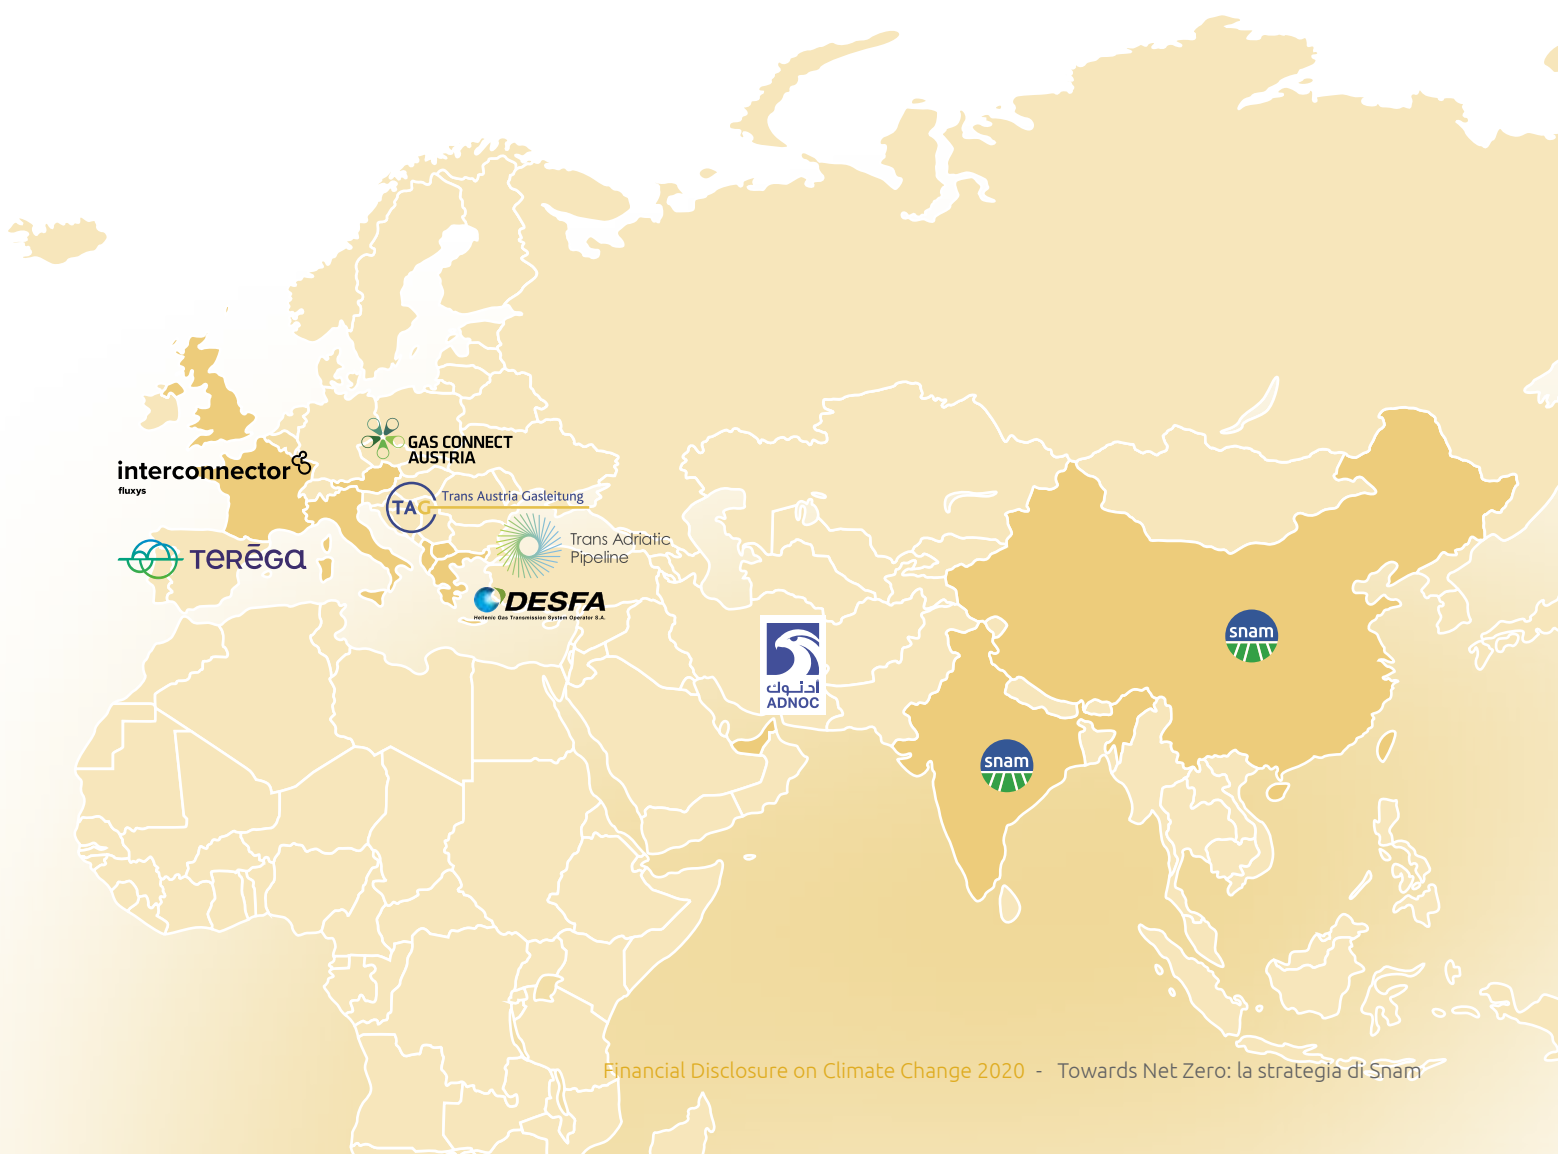 GAS CONNECT
AUSTRIA
interconnector
fluxys
TAG
Trans Austria Gasleitung
TERĒGA
Trans Adriatic
Pipeline
DESFA
Hellenic Gas Transmission System Operator S.A.
أدنوك
ADNOC
snam
snam
Financial Disclosure on Climate Change 2020 - Towards Net Zero: la strategia di Snam